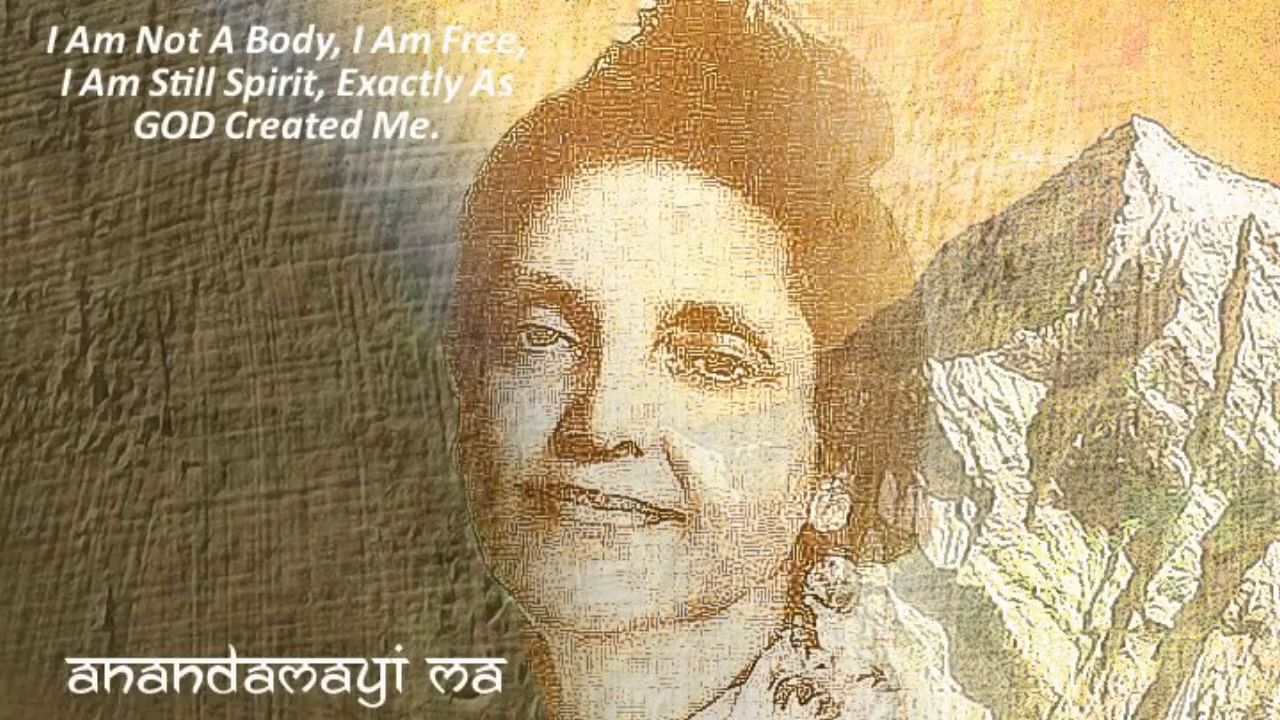 I Am Not A Body, I Am Free,
I Am Still Spirit, Exactly As
GOD Created Me.
anandamayi ma